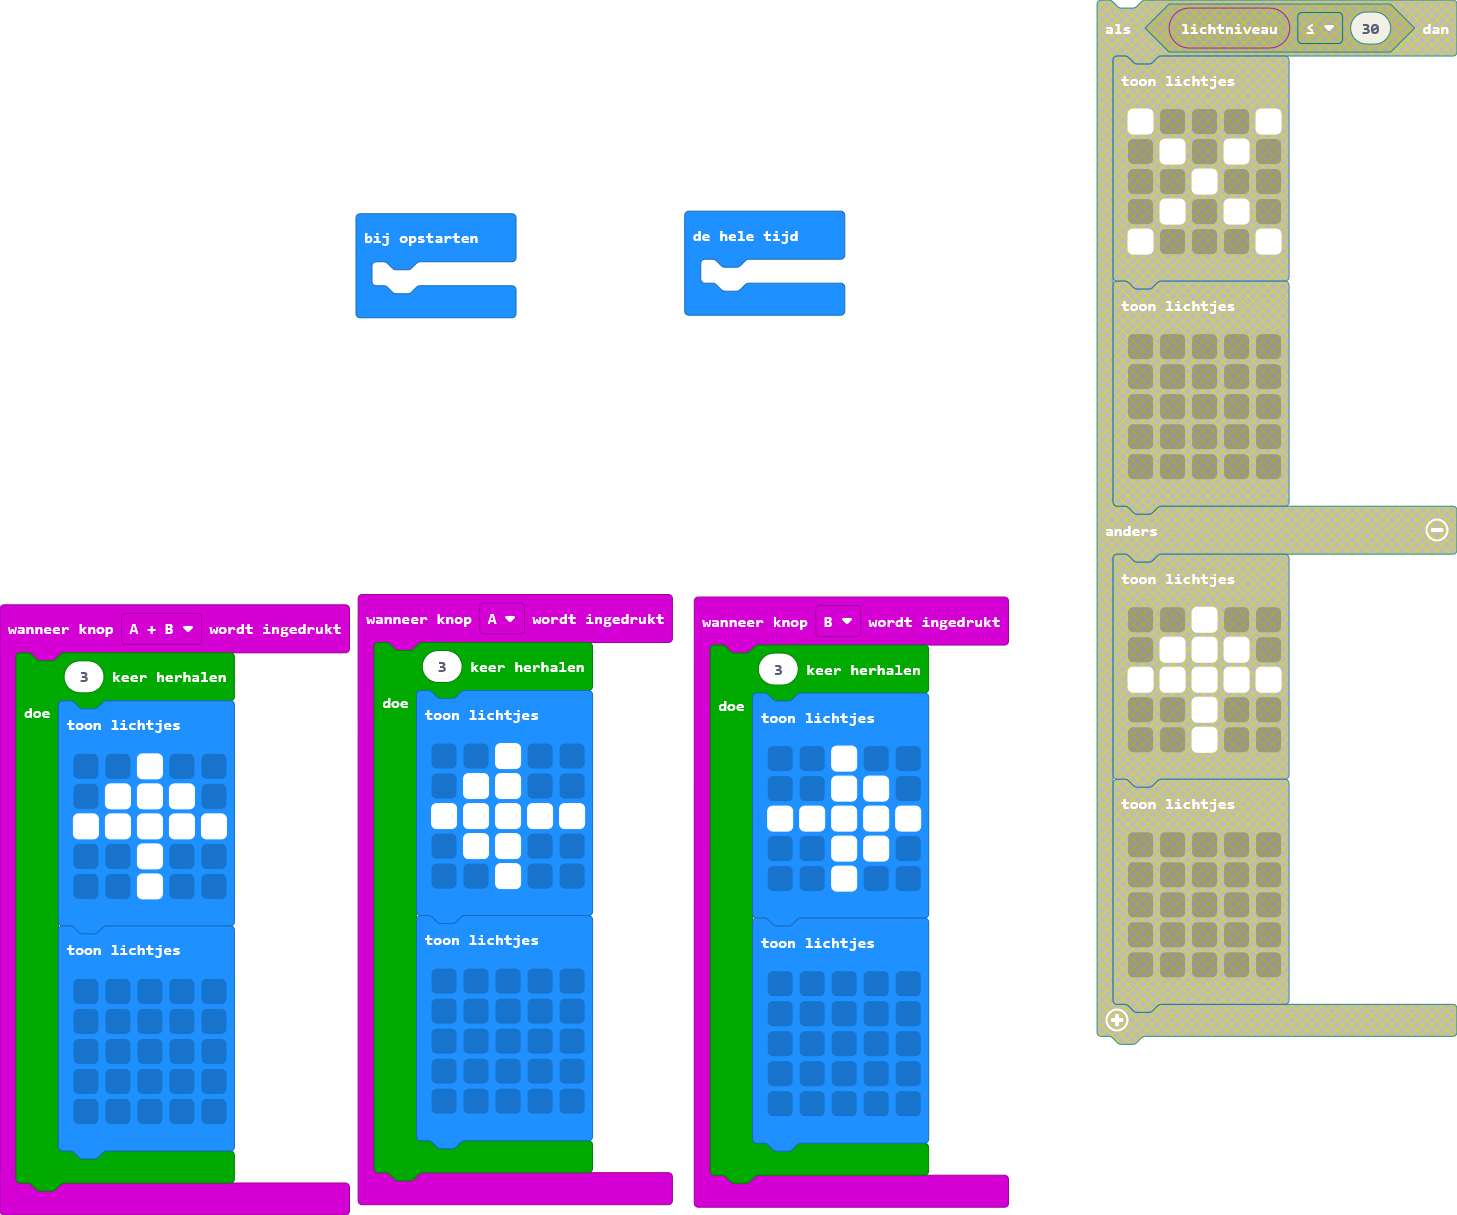 als lichtniveau ≤ 30 dan
toon lichtjes
toon lichtjes
anders
toon lichtjes
toon lichtjes
bij opstarten
de hele tijd
wanneer knop A + B wordt ingedrukt
3 keer herhalen
doe
toon lichtjes
toon lichtjes
wanneer knop A wordt ingedrukt
3 keer herhalen
doe
toon lichtjes
toon lichtjes
wanneer knop B wordt ingedrukt
3 keer herhalen
doe
toon lichtjes
toon lichtjes